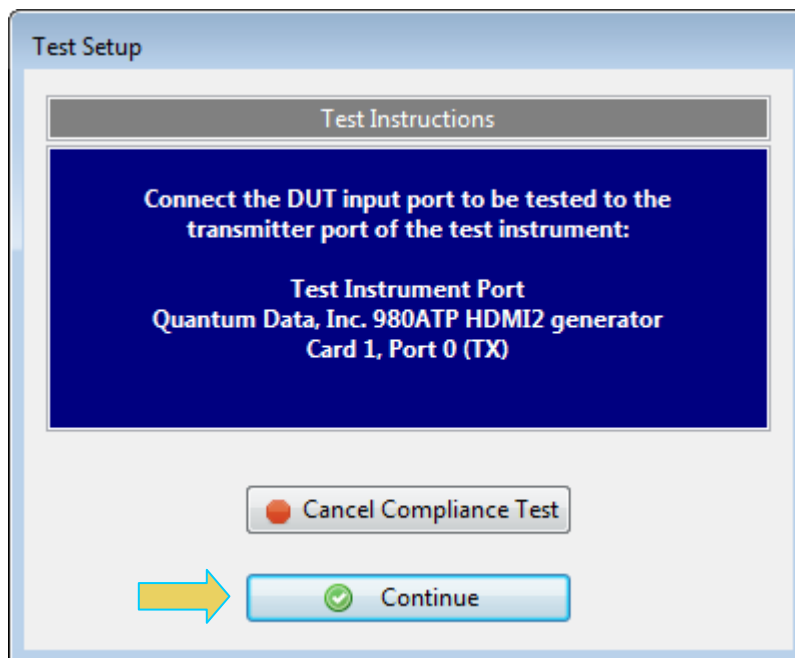 Test Setup
Test Instructions
Connect the DUT input port to be tested to the
transmitter port of the test instrument:
Test Instrument Port
Quantum Data, Inc. 980ATP HDMI2 generator
Card 1, Port 0 (TX)
Cancel Compliance Test
Continue